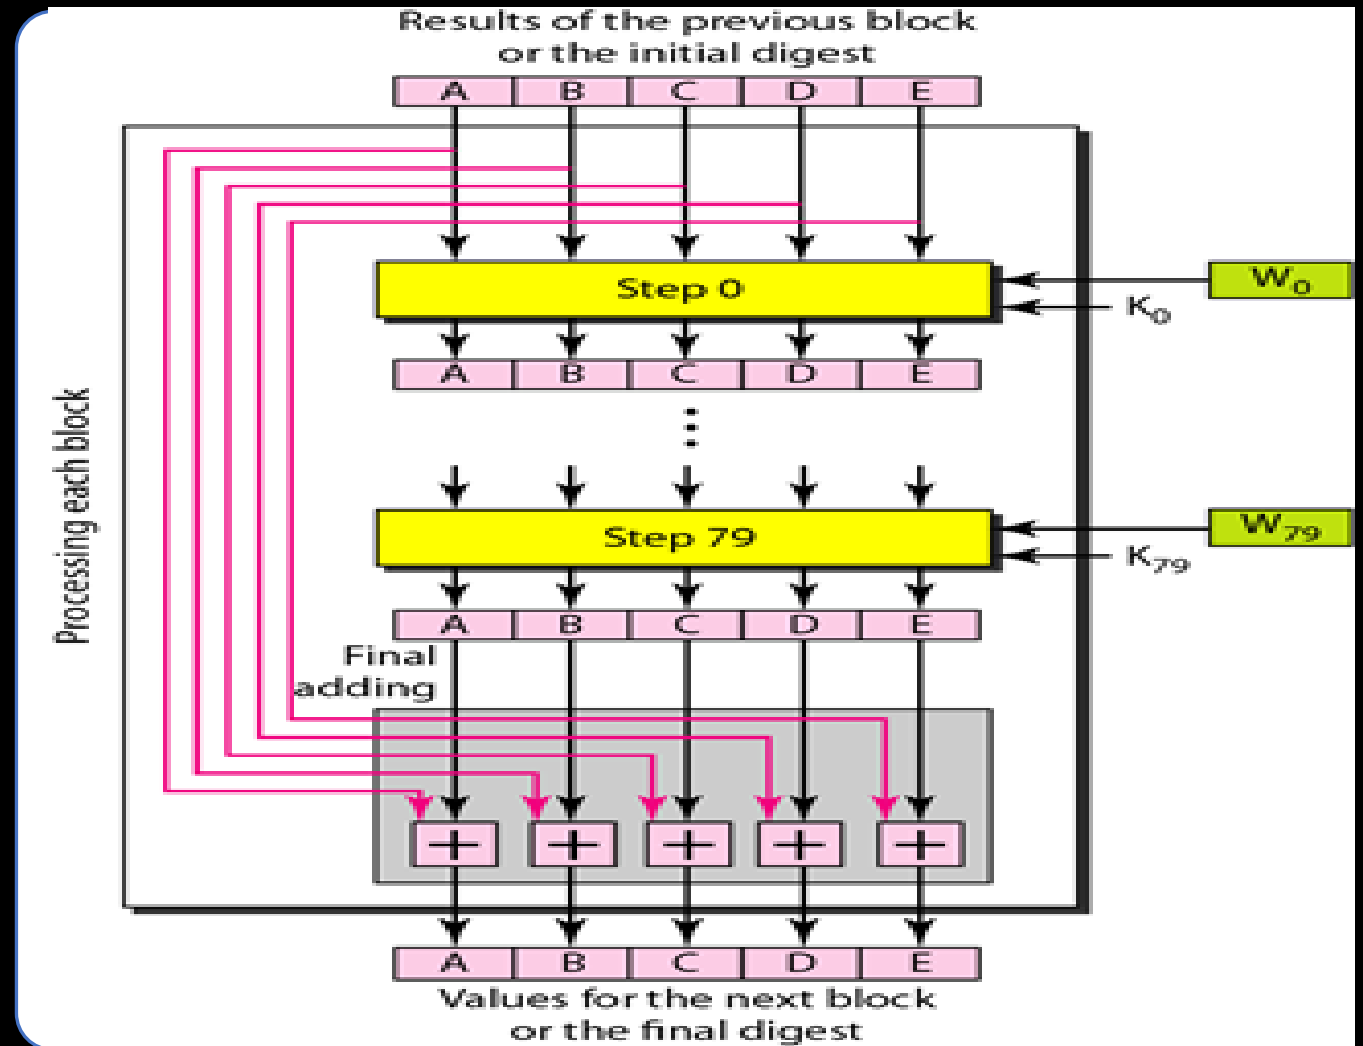 Results of the previous block
or the initial digest
A B C D E
Processing each block
Step 0
W0
K0
A B C D E
Step 79
W79
K79
A B C D E
Final
adding
+ + + + +
A B C D E
Values for the next block
or the final digest